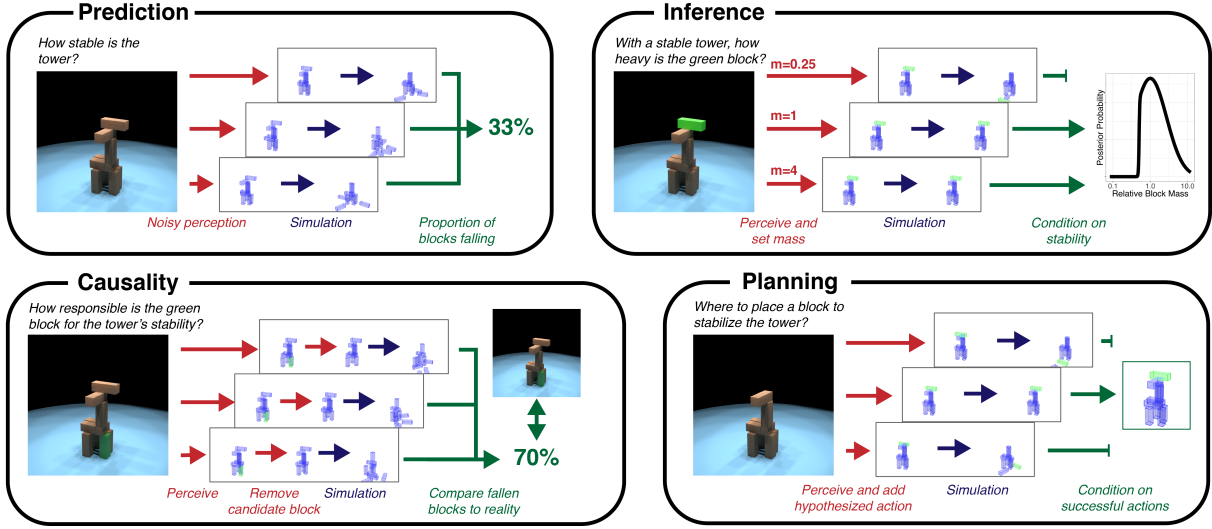 Prediction
How stable is the
tower?
33%
Noisy perception
Simulation
Proportion of
blocks falling
Inference
With a stable tower, how
heavy is the green block?
m=0.25
m=1
m=4
Perceive and
set mass
Simulation
Condition on
stability
Posterior Probability
0.1
1.0
10.0
Relative Block Mass
Causality
How responsible is the green
block for the tower's stability?
70%
Perceive
Remove
candidate block
Simulation
Compare fallen
blocks to reality
Planning
Where to place a block to
stabilize the tower?
Perceive and add
hypothesized action
Simulation
Condition on
successful actions